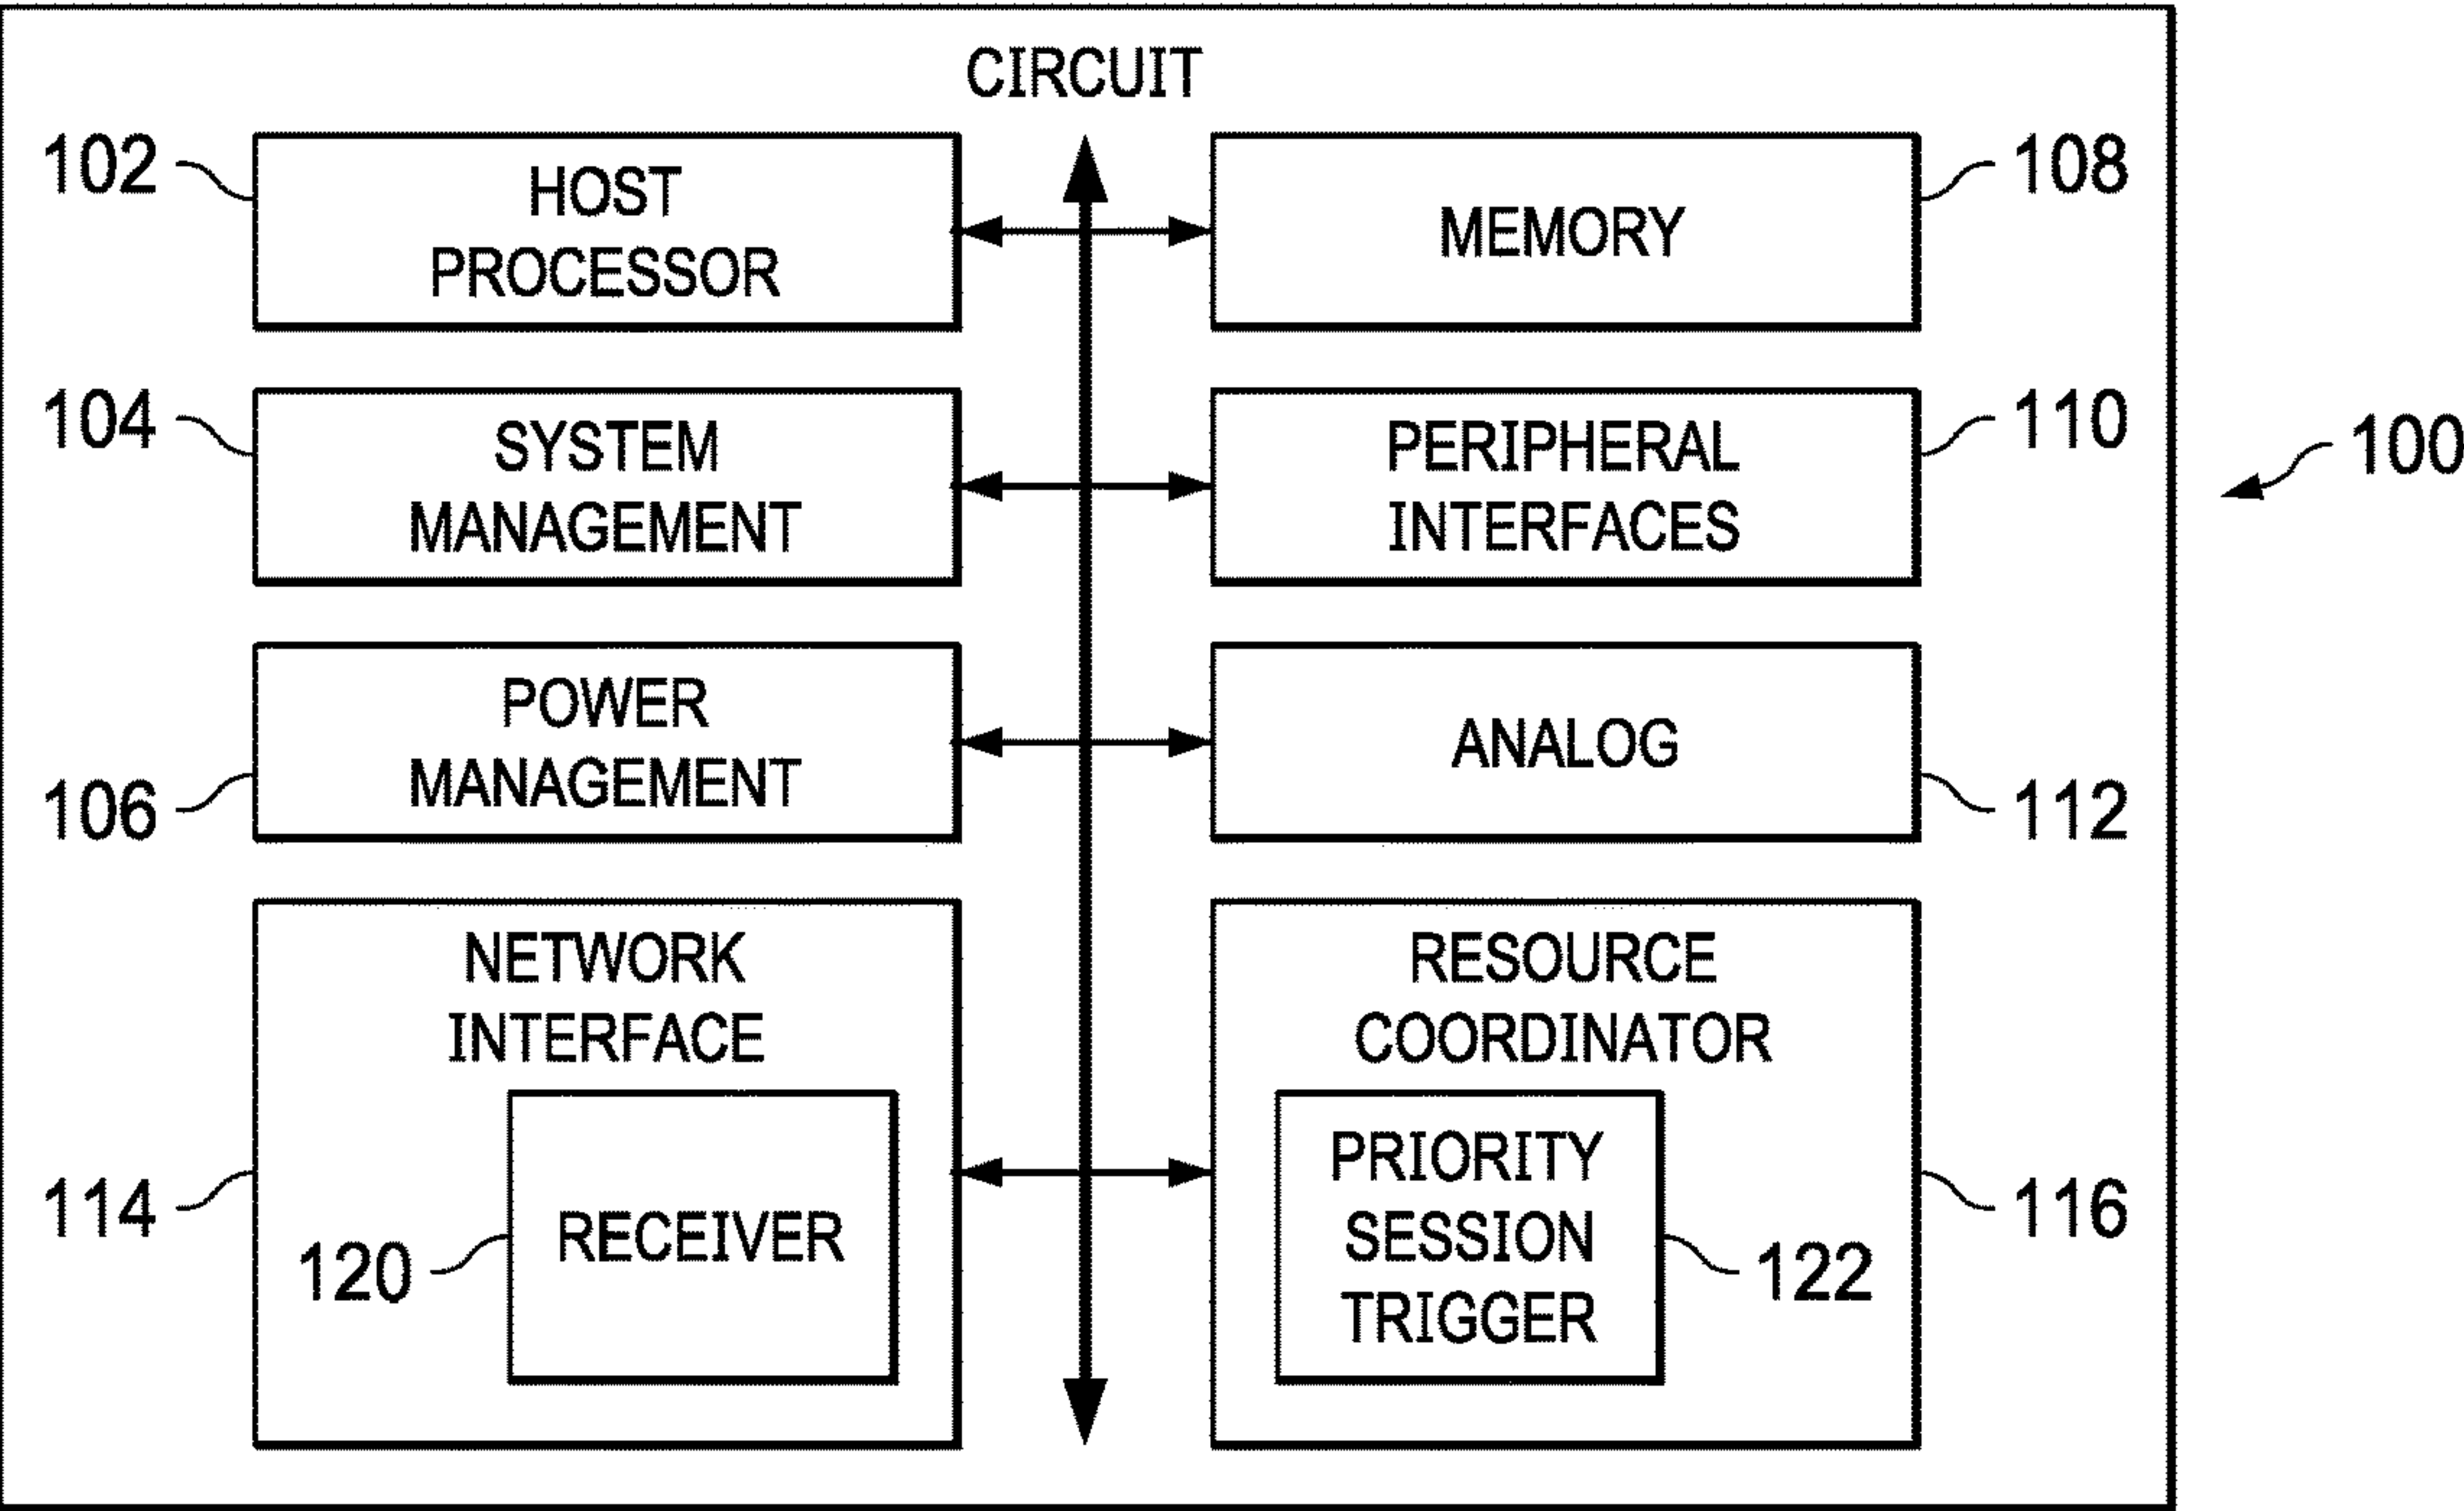 CIRCUIT
102
HOST
PROCESSOR
MEMORY
108
104
SYSTEM
MANAGEMENT
PERIPHERAL
INTERFACES
110
100
106
POWER
MANAGEMENT
ANALOG
112
114
NETWORK
INTERFACE
120
RECEIVER
RESOURCE
COORDINATOR
PRIORITY
SESSION
TRIGGER
122
116